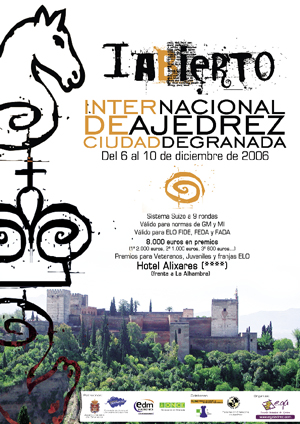 I ABIERTO
INTERNACIONAL
DE AJEDREZ
CIUDAD DE GRANADA
Del 6 al 10 de diciembre de 2006
Sistema Suizo a 9 rondas
Válido para normas de GM y MI
Válido para ELO FIDE, FEDA y FADA
8.000 euros en premios
(1º 2.000 euros, 2º 1.000 euros, 3º 600 euros...)
Premios para Veteranos, Juveniles y franjas ELO
Hotel Alixares (****)
(frente a La Alhambra)
edm